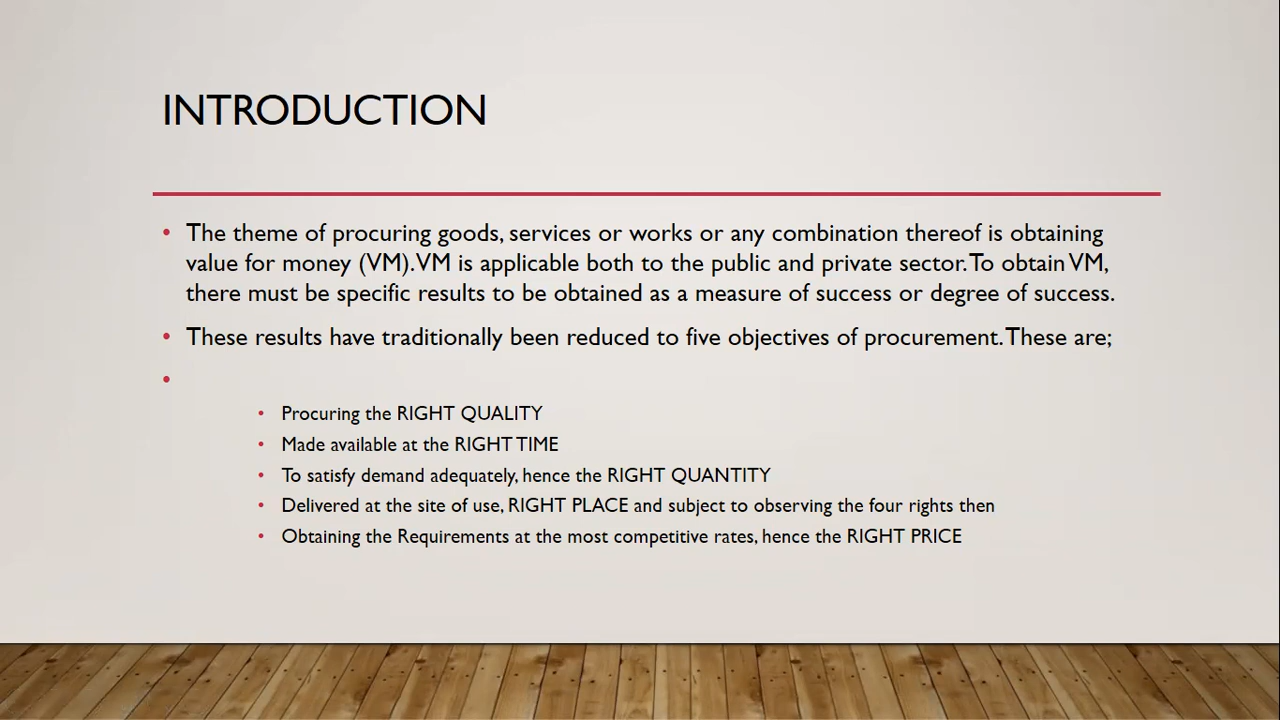 INTRODUCTION
• The theme of procuring goods, services or works or any combination thereof is obtaining
value for money (VM). VM is applicable both to the public and private sector. To obtain VM,
there must be specific results to be obtained as a measure of success or degree of success.
• These results have traditionally been reduced to five objectives of procurement. These are;
•
• Procuring the RIGHT QUALITY
• Made available at the RIGHT TIME
• To satisfy demand adequately, hence the RIGHT QUANTITY
• Delivered at the site of use, RIGHT PLACE and subject to observing the four rights then
• Obtaining the Requirements at the most competitive rates, hence the RIGHT PRICE